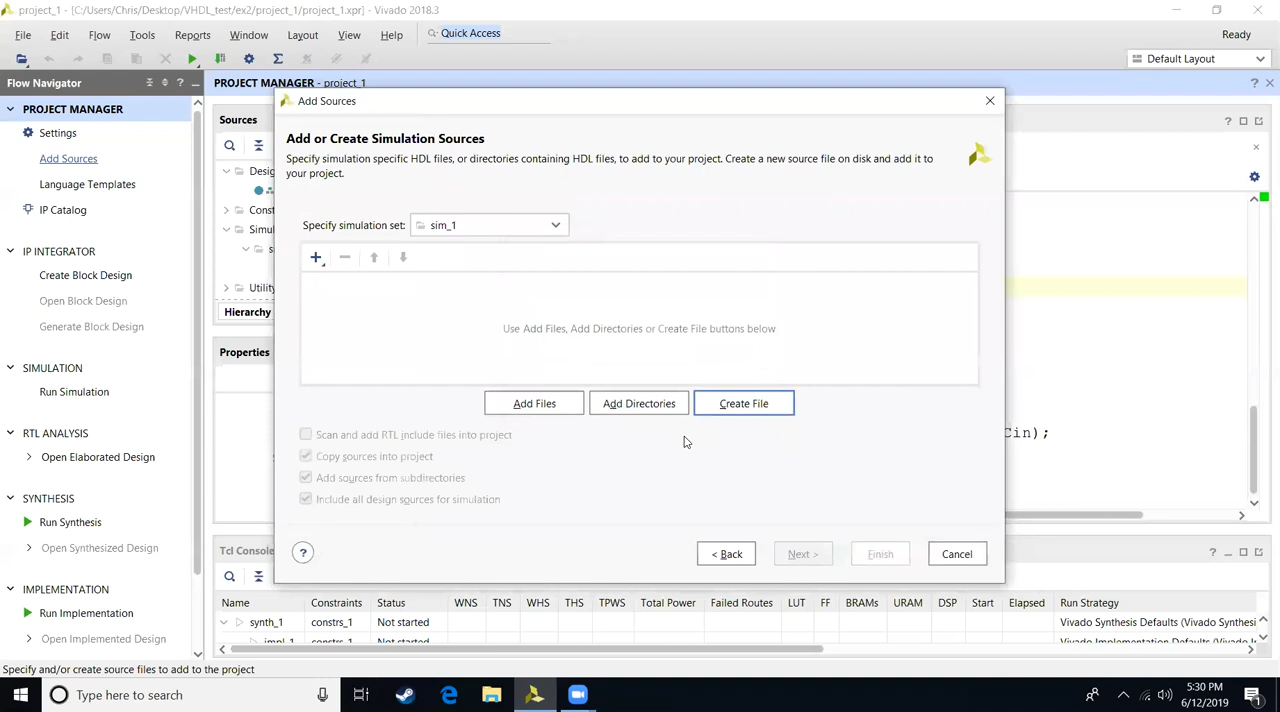 project_1 - [C:/Users/Chris/Desktop/VHDL_test/ex2/project_1/project_1.xpr] - Vivado 2018.3
File Edit Flow Tools Reports Window Layout View Help Quick Access Ready
Default Layout
Flow Navigator
PROJECT MANAGER - project_1
PROJECT MANAGER
Settings
Add Sources
Language Templates
IP Catalog
IP INTEGRATOR
Create Block Design
Open Block Design
Generate Block Design
SIMULATION
Run Simulation
RTL ANALYSIS
Open Elaborated Design
SYNTHESIS
Run Synthesis
Open Synthesized Design
IMPLEMENTATION
Run Implementation
Open Implemented Design
Sources
Hierarchy
Properties
Add Sources
Add or Create Simulation Sources
Specify simulation specific HDL files, or directories containing HDL files, to add to your project. Create a new source file on disk and add it to
your project.
Specify simulation set: sim_1
Use Add Files, Add Directories or Create File buttons below
Add Files Add Directories Create File
Scan and add RTL include files into project
Copy sources into project
Add sources from subdirectories
Include all design sources for simulation
? < Back Next > Finish Cancel
Cin);
Tcl Console
Name Constraints Status WNS TNS WHS THS TPWS Total Power Failed Routes LUT FF BRAMs URAM DSP Start Elapsed Run Strategy
synth_1 constrs_1 Not started Vivado Synthesis Defaults (Vivado Synthesi
impl_1 constrs_1 Not started Vivado Implementation Defaults (Vivado
Specify and/or create source files to add to the project
Type here to search
5:30 PM
6/12/2019